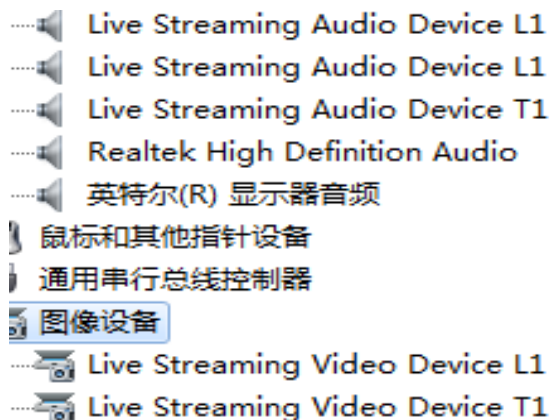 Live Streaming Audio Device L1
Live Streaming Audio Device L1
Live Streaming Audio Device T1
Realtek High Definition Audio
英特尔(R) 显示器音频
鼠标和其他指针设备
通用串行总线控制器
图像设备
Live Streaming Video Device L1
Live Streaming Video Device T1